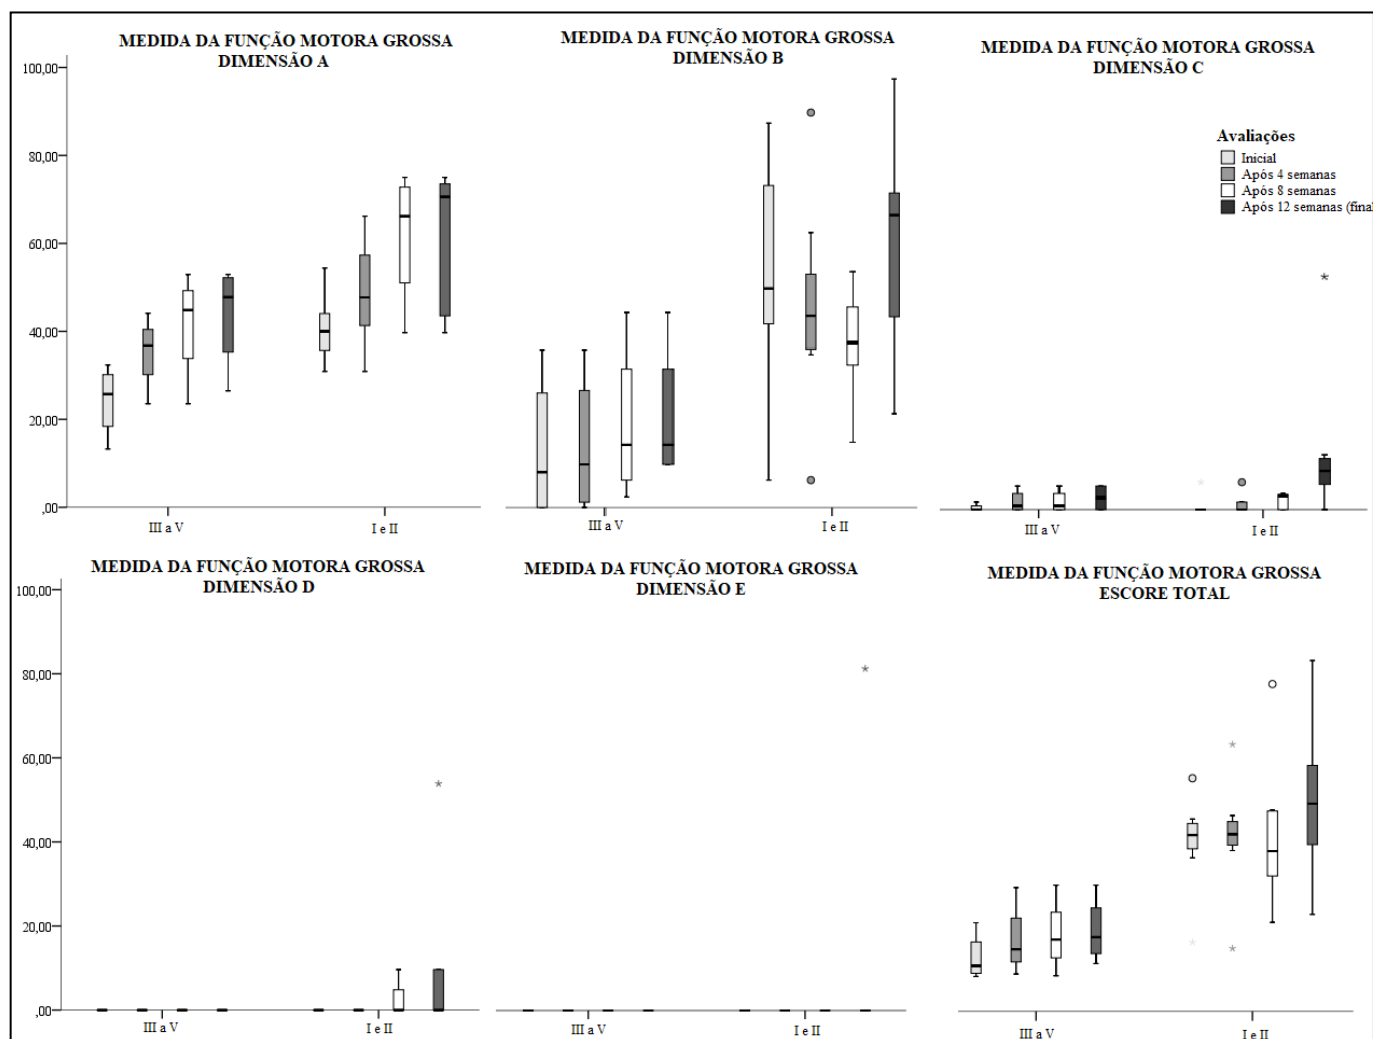 MEDIDA DA FUNÇÃO MOTORA GROSSA
DIMENSÃO A
MEDIDA DA FUNÇÃO MOTORA GROSSA
DIMENSÃO B
MEDIDA DA FUNÇÃO MOTORA GROSSA
DIMENSÃO C
100,00
80,00
60,00
40,00
20,00
,00
Avaliações
Inicial
Após 4 semanas
Após 8 semanas
Após 12 semanas (final
III a V
I e II
III a V
I e II
III a V
I e II
MEDIDA DA FUNÇÃO MOTORA GROSSA
DIMENSÃO D
MEDIDA DA FUNÇÃO MOTORA GROSSA
DIMENSÃO E
MEDIDA DA FUNÇÃO MOTORA GROSSA
ESCORE TOTAL
100,00
80,00
60,00
40,00
20,00
,00
III a V
I e II
III a V
I e II
III a V
I e II